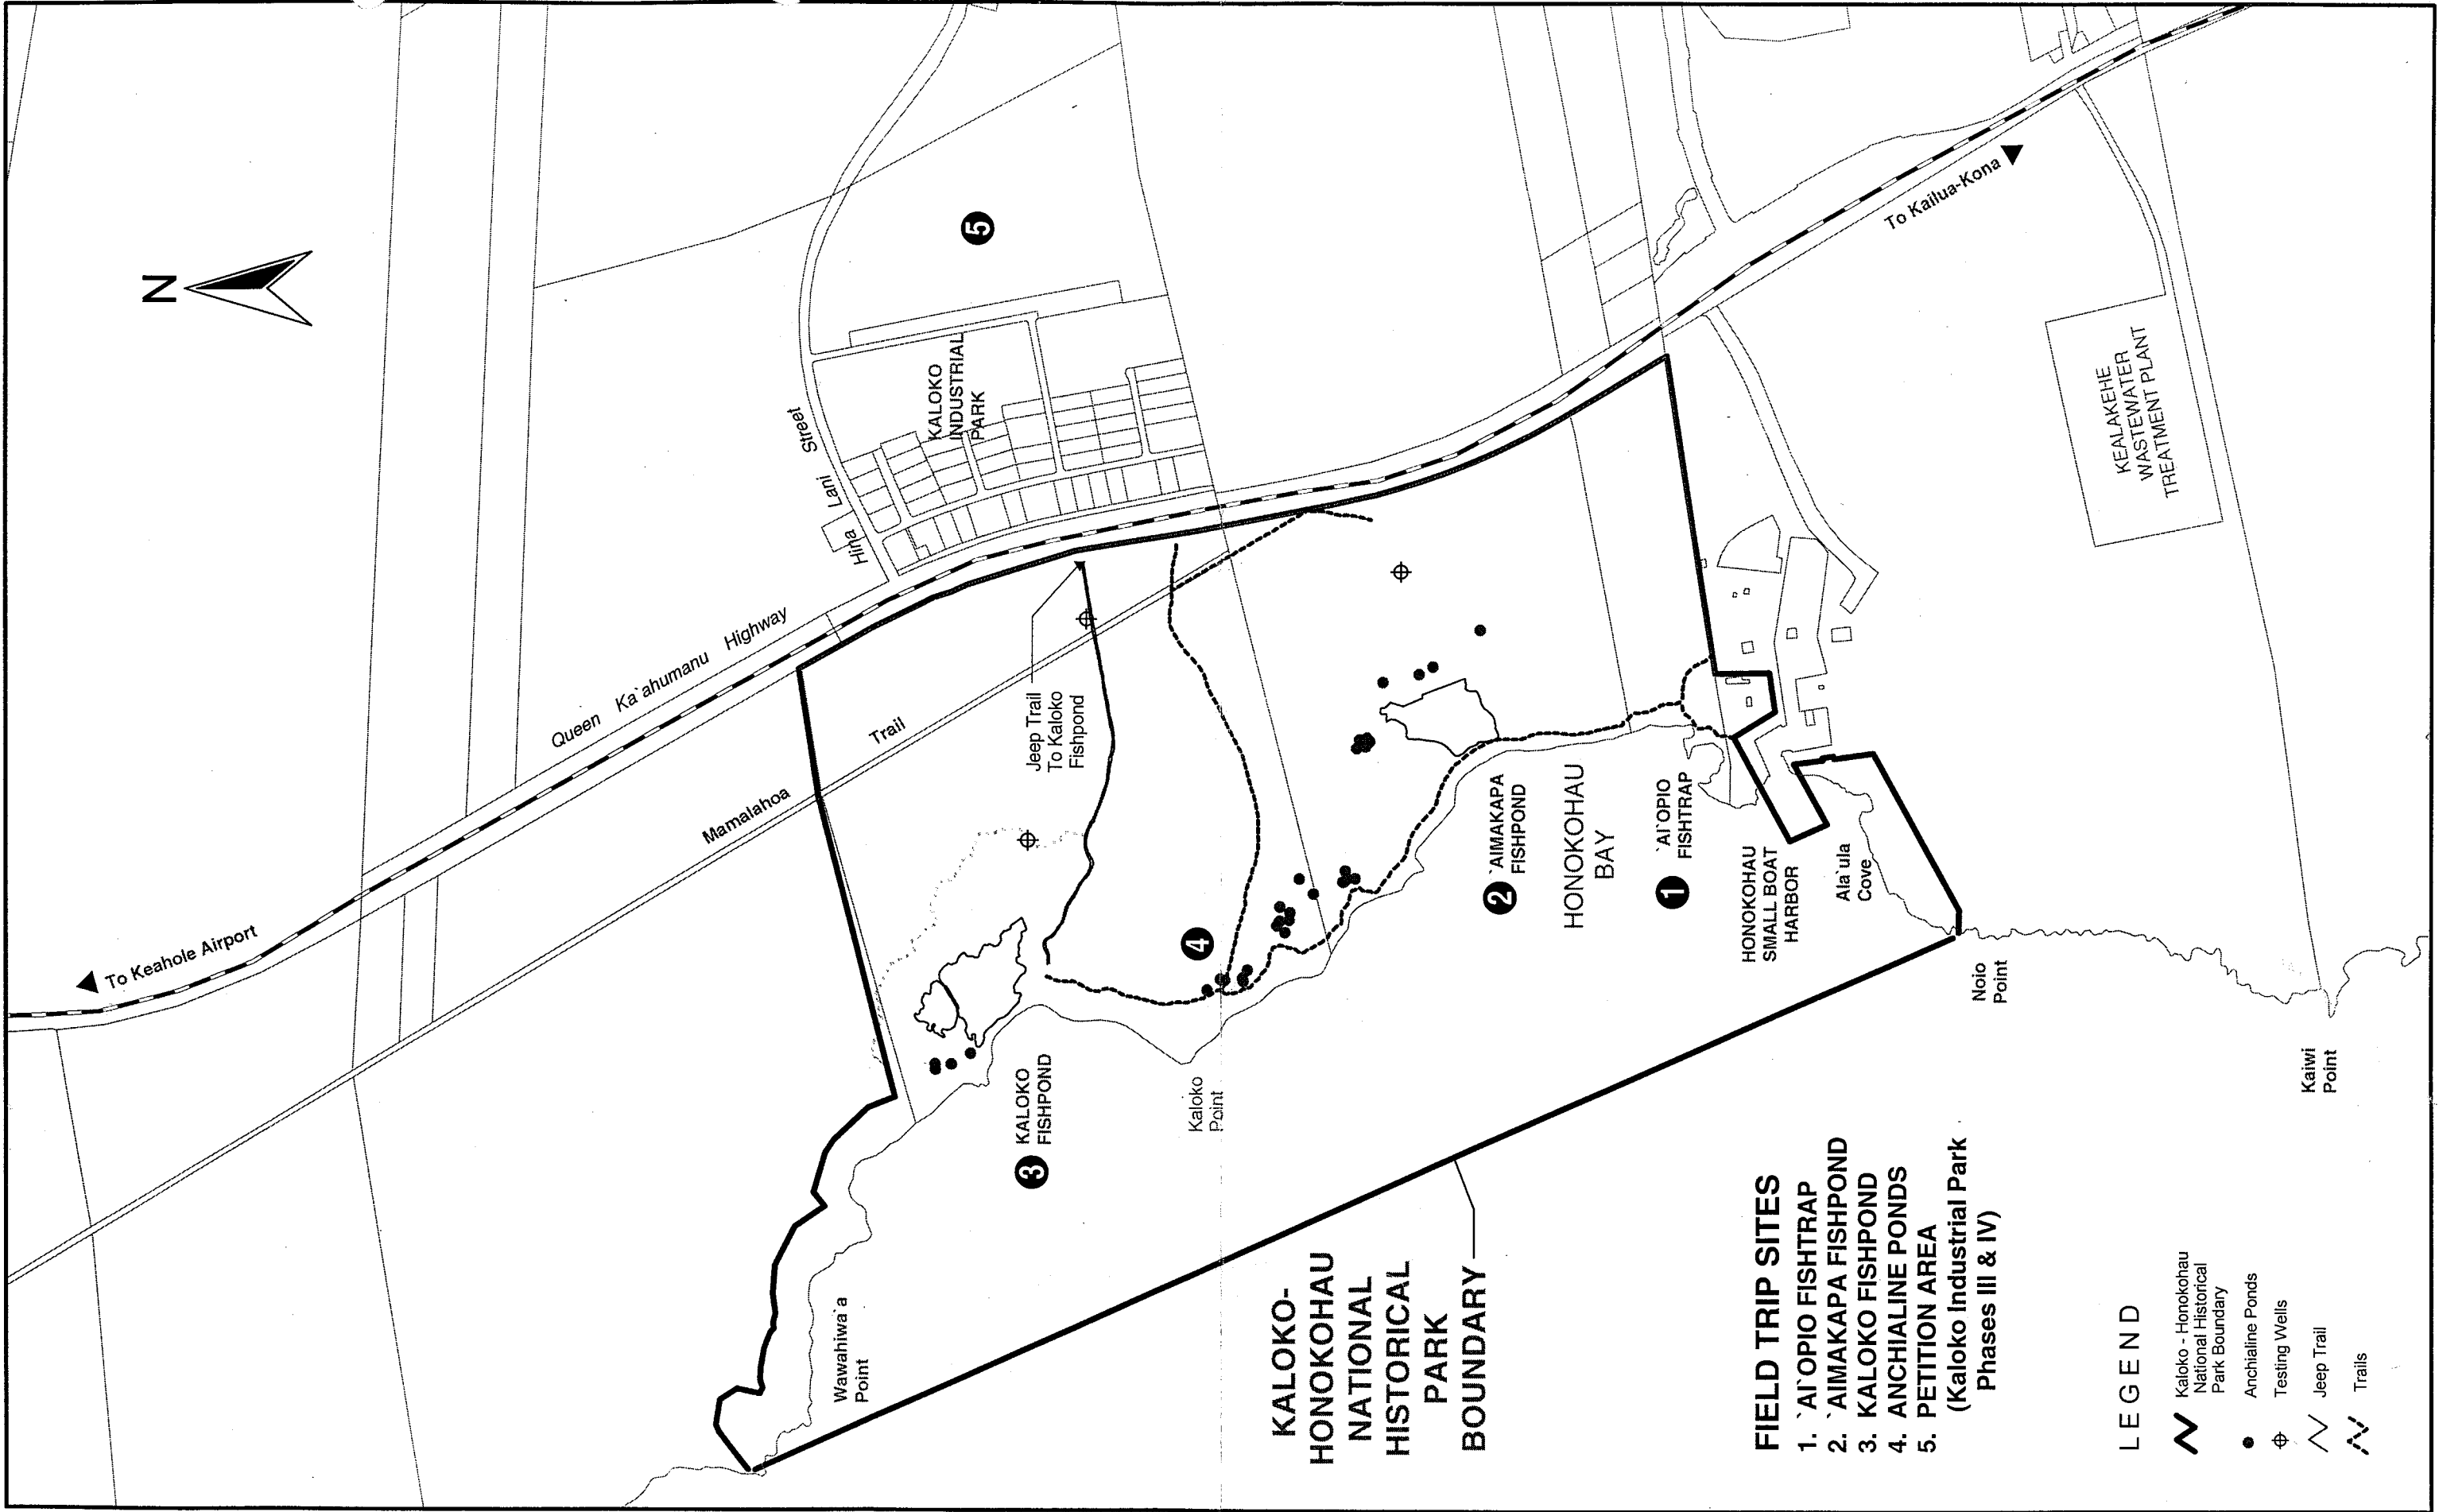 N
To Keahole Airport
Queen Ka`ahumanu Highway
Mamalahoa Trail
Hina Lani Street
KALOKO
INDUSTRIAL
PARK
5
To Kailua-Kona
Jeep Trail
To Kaloko
Fishpond
KEALAKEHE
WASTEWATER
TREATMENT PLANT
4
2 `AIMAKAPA
FISHPOND
HONOKOHAU
BAY
1 `AI`OPIO
FISHTRAP
HONOKOHAU
SMALL BOAT
HARBOR
Ala`ula
Cove
Noio
Point
Kaiwi
Point
3 KALOKO
FISHPOND
Kaloko
Point
Wawahiwa`a
Point
KALOKO-
HONOKOHAU
NATIONAL
HISTORICAL
PARK
BOUNDARY
FIELD TRIP SITES
1. `AI`OPIO FISHTRAP
2. `AIMAKAPA FISHPOND
3. KALOKO FISHPOND
4. ANCHIALINE PONDS
5. PETITION AREA
(Kaloko Industrial Park
Phases III & IV)
LEGEND
Kaloko - Honokohau
National Historical
Park Boundary
Anchialine Ponds
Testing Wells
Jeep Trail
Trails